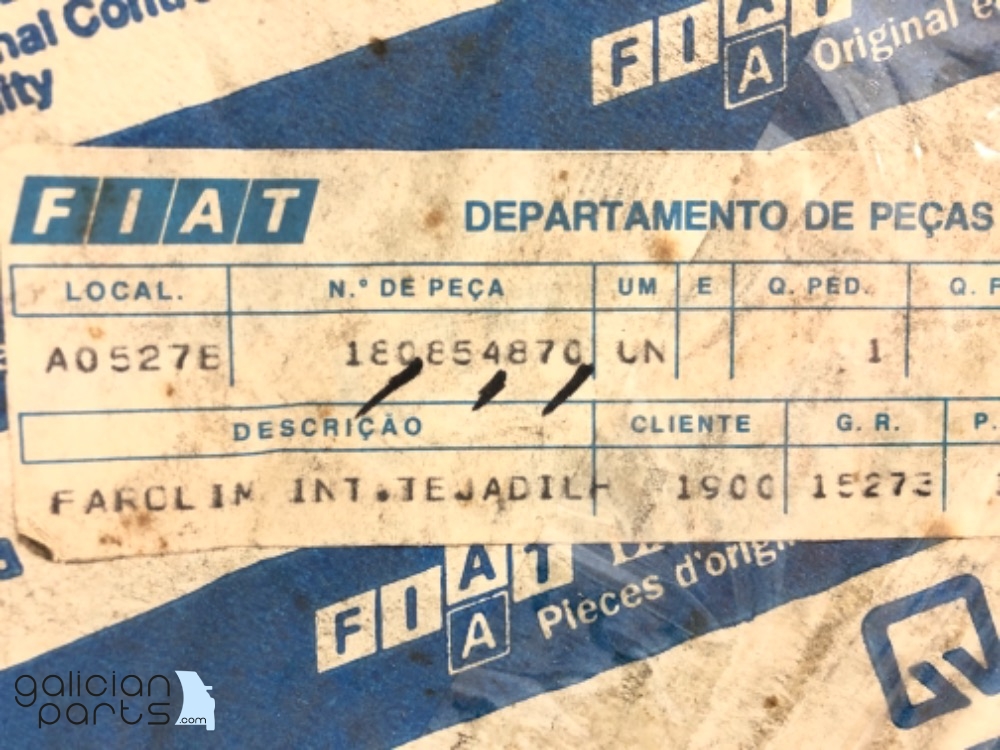 nal Contro
ity
FIAT
Original e
FIAT DEPARTAMENTO DE PEÇAS
LOCAL. N.º DE PEÇA UM E Q. PED. Q. F
A0527E 180854870 UN 1
DESCRIÇÃO CLIENTE G. R. P.
FAROLIM INT.TEJADILH 1900 15273
FIAT
A Pièces d'orig
galician
parts.com